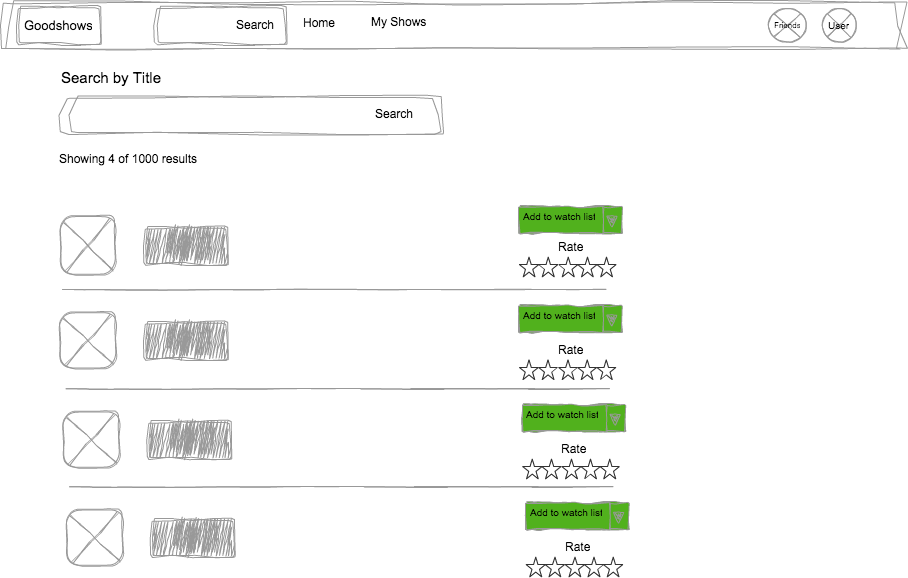 Goodshows
Search
Home
My Shows
Friends
User
Search by Title
Search
Showing 4 of 1000 results
Add to watch list
Rate
Add to watch list
Rate
Add to watch list
Rate
Add to watch list
Rate